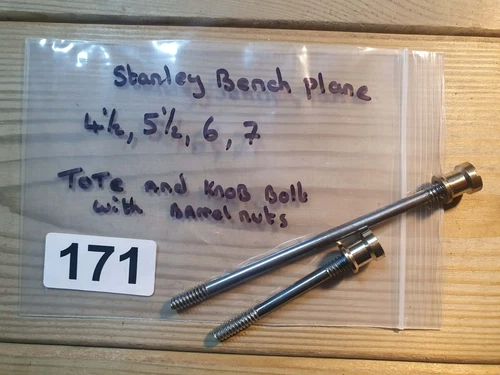 Stanley Bench plane
4½, 5½, 6, 7
Tote and Knob Bolt
with Barrel nuts
171